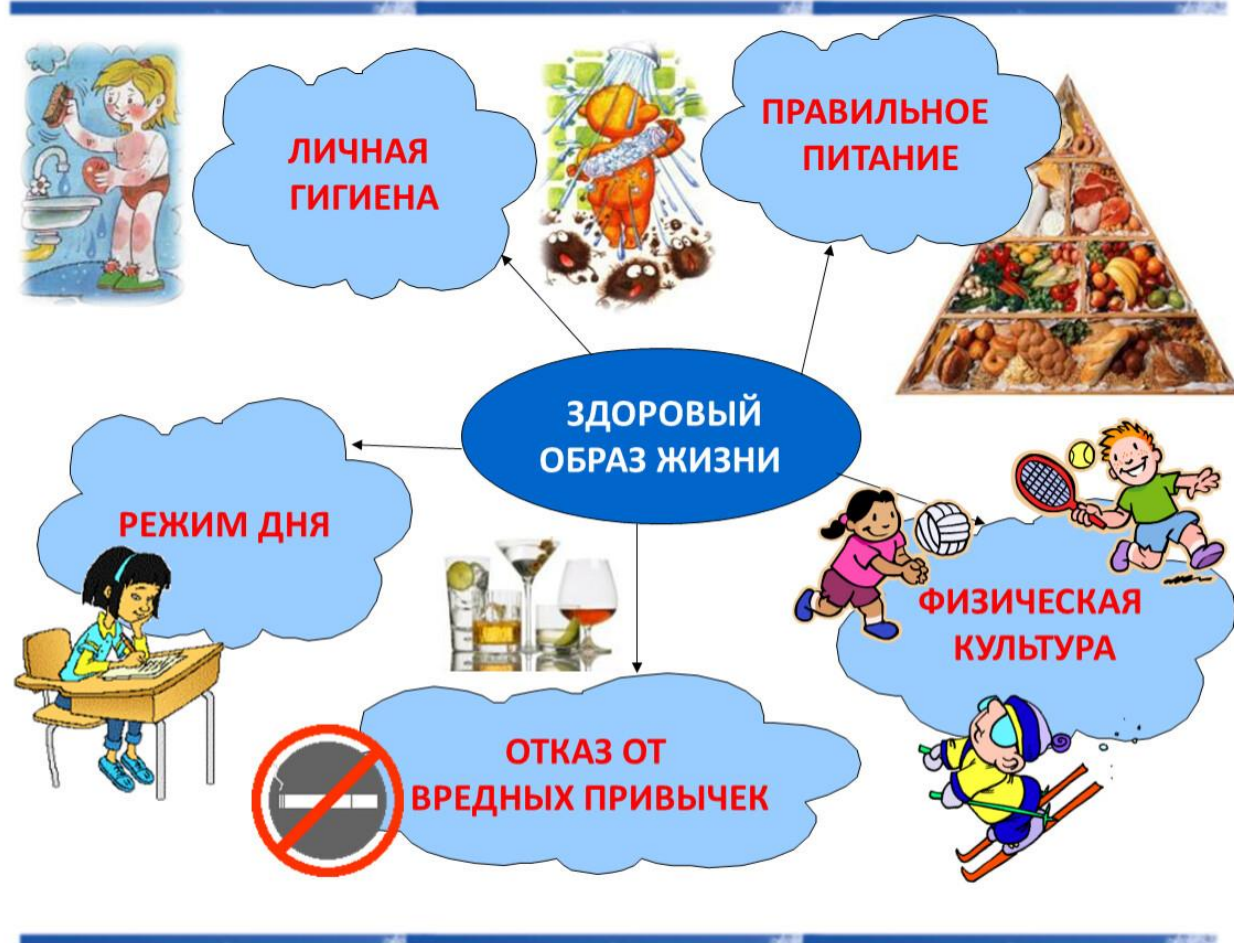 ЛИЧНАЯ
ГИГИЕНА
ПРАВИЛЬНОЕ
ПИТАНИЕ
ЗДОРОВЫЙ
ОБРАЗ ЖИЗНИ
РЕЖИМ ДНЯ
ФИЗИЧЕСКАЯ
КУЛЬТУРА
ОТКАЗ ОТ
ВРЕДНЫХ ПРИВЫЧЕК